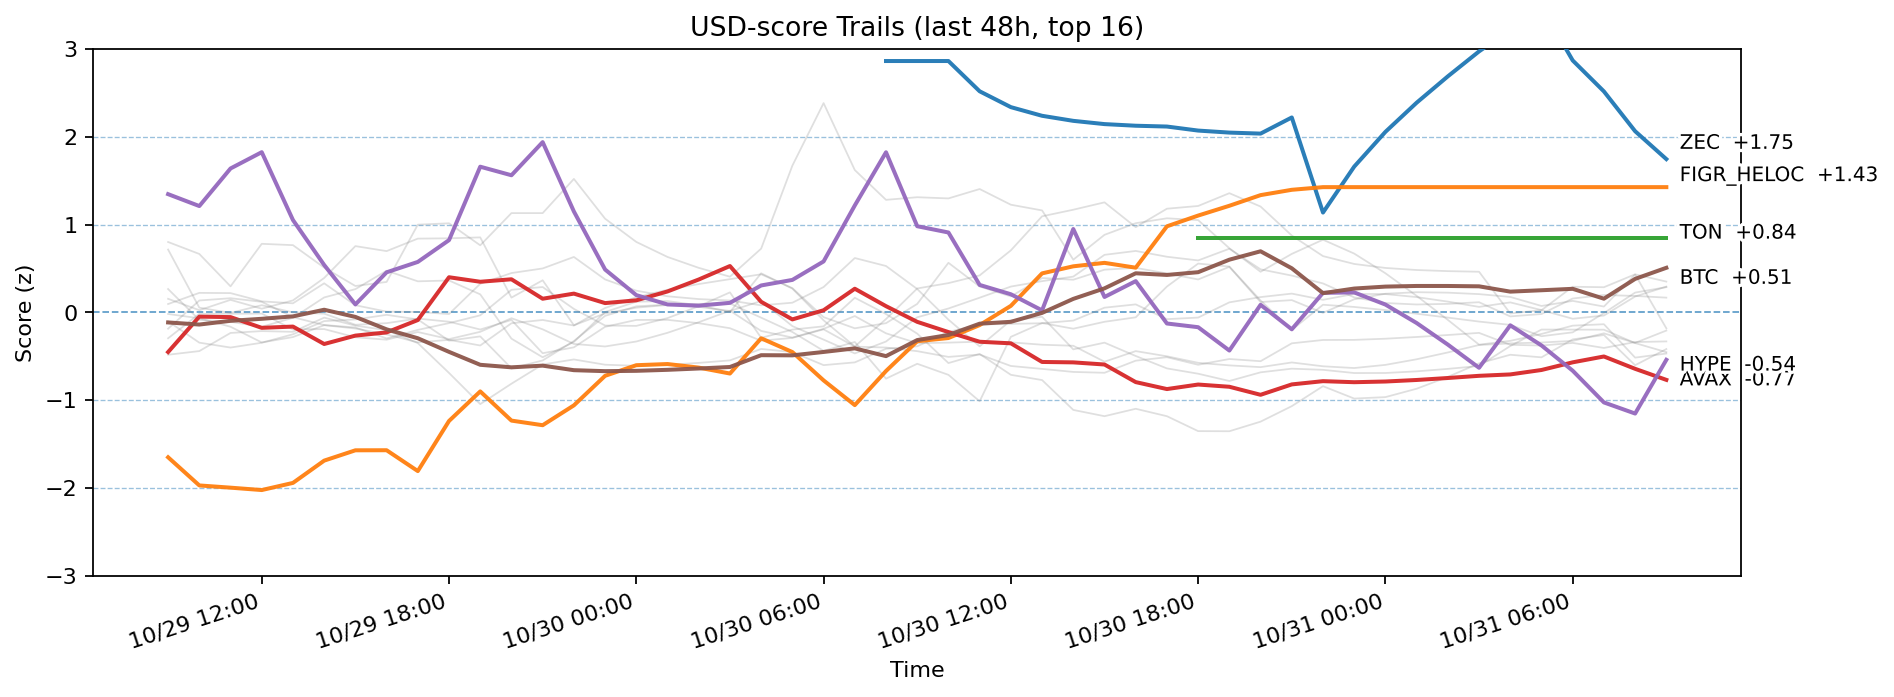 USD-score Trails (last 48h, top 16)
Score (z)
3
2
1
0
−1
−2
−3
ZEC +1.75
FIGR_HELOC +1.43
TON +0.84
BTC +0.51
HYPE -0.54
AVAX -0.77
10/29 12:00
10/29 18:00
10/30 00:00
10/30 06:00
10/30 12:00
10/30 18:00
10/31 00:00
10/31 06:00
Time